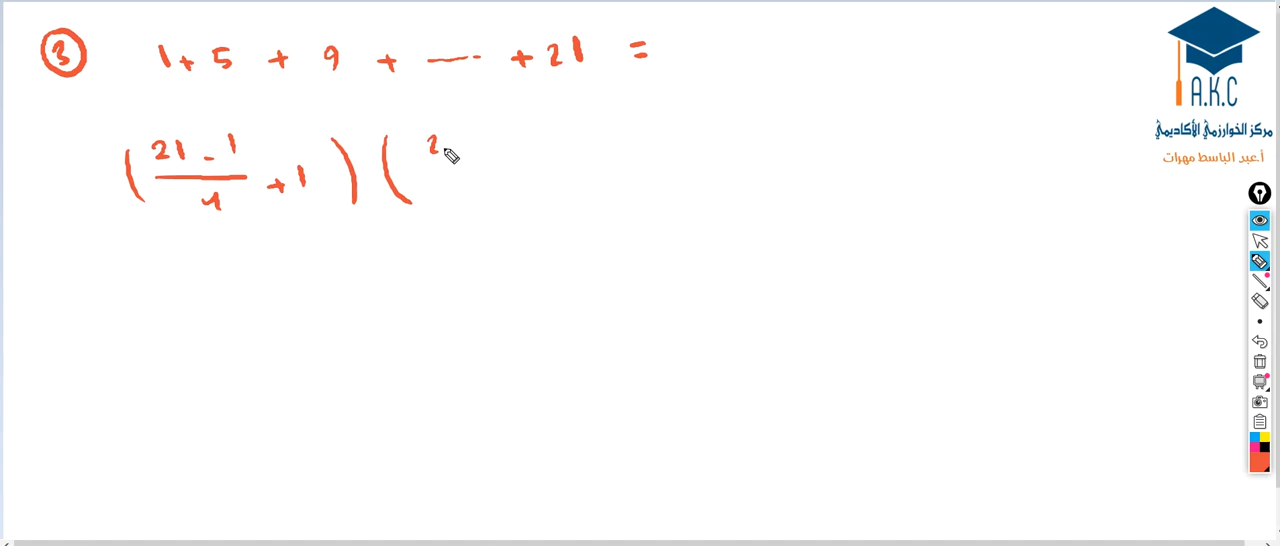 ③ 1 + 5 + 9 + ..... + 21 =
( (21 - 1) / 4 + 1 ) ( 2
A.K.C
مركز الخوارزمي الأكاديمي
أ.عبد الباسط مهرات